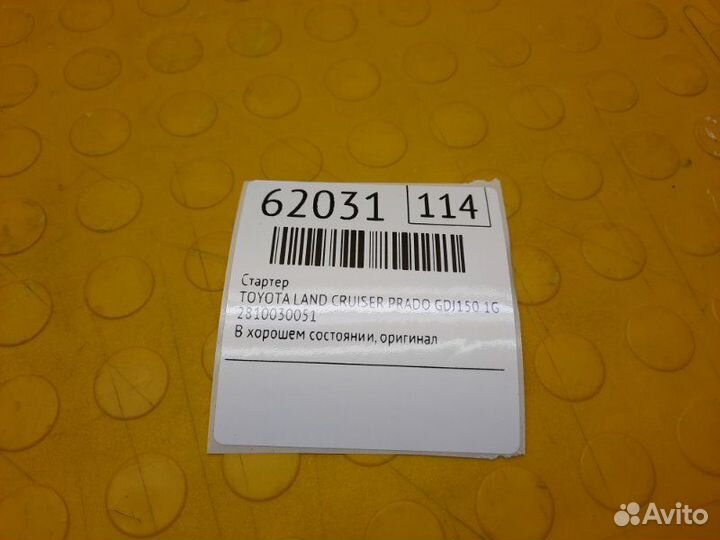 62031 114
Стартер
TOYOTA LAND CRUISER PRADO GDJ150 1G
2810030051
В хорошем состоянии, оригинал
Avito